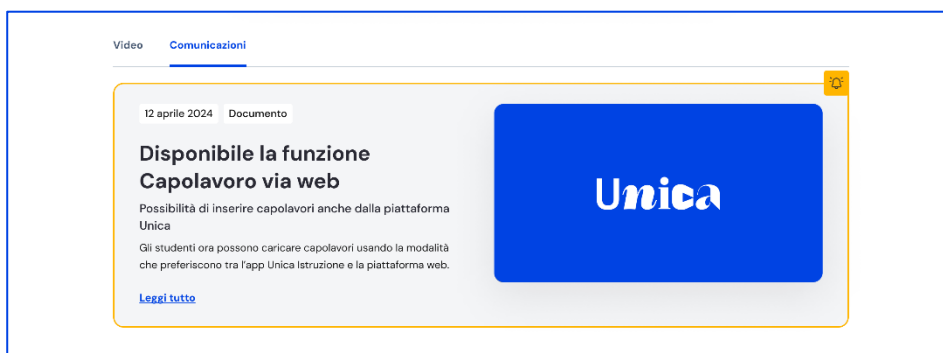 Video Comunicazioni
12 aprile 2024 Documento
Disponibile la funzione
Capolavoro via web
Possibilità di inserire capolavori anche dalla piattaforma
Unica
Gli studenti ora possono caricare capolavori usando la modalità
che preferiscono tra l'app Unica Istruzione e la piattaforma web.
Leggi tutto
Unica